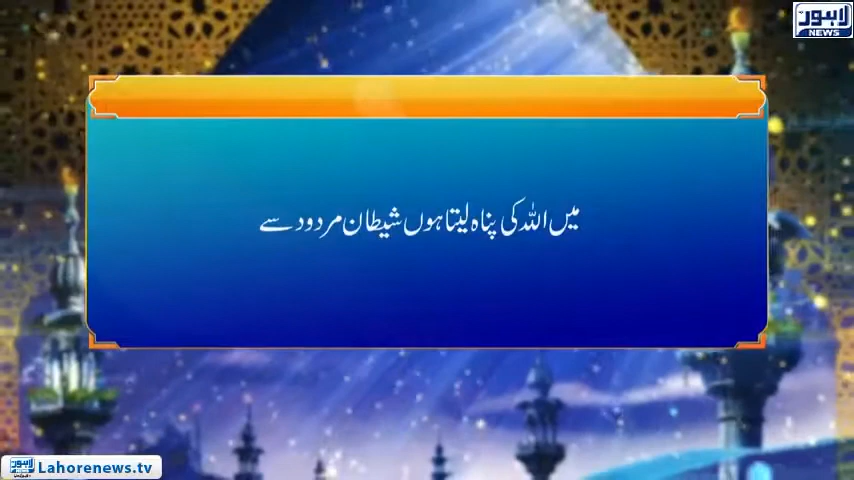 لاہور
NEWS
میں اللہ کی پناہ لیتا ہوں شیطان مردود سے
Lahorenews.tv